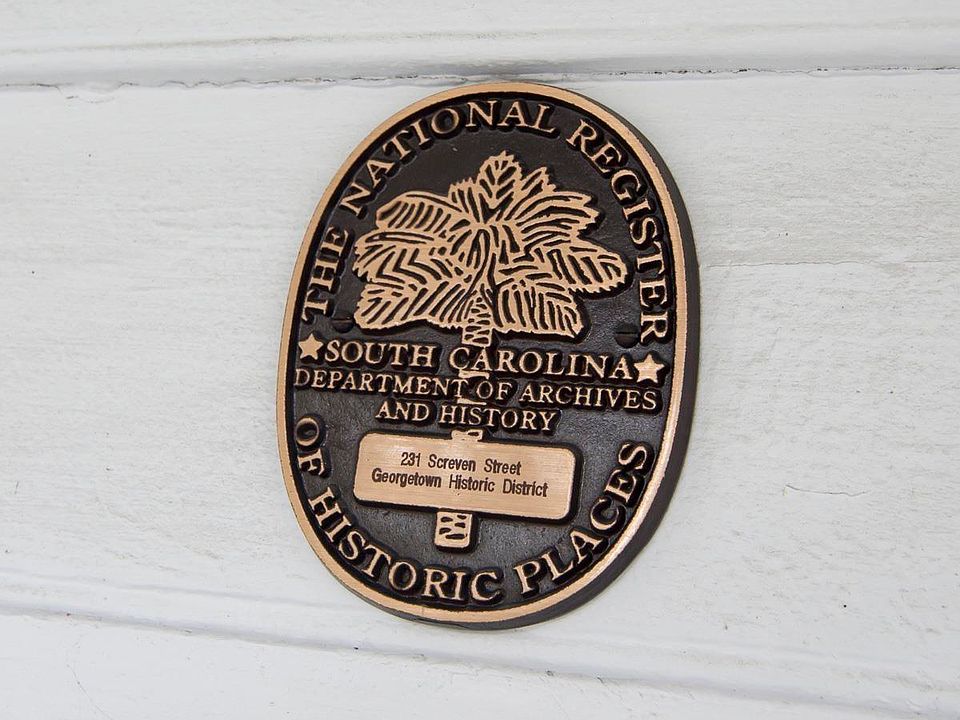 THE NATIONAL REGISTER
SOUTH CAROLINA
DEPARTMENT OF ARCHIVES
AND HISTORY
231 Screven Street
Georgetown Historic District
OF HISTORIC PLACES